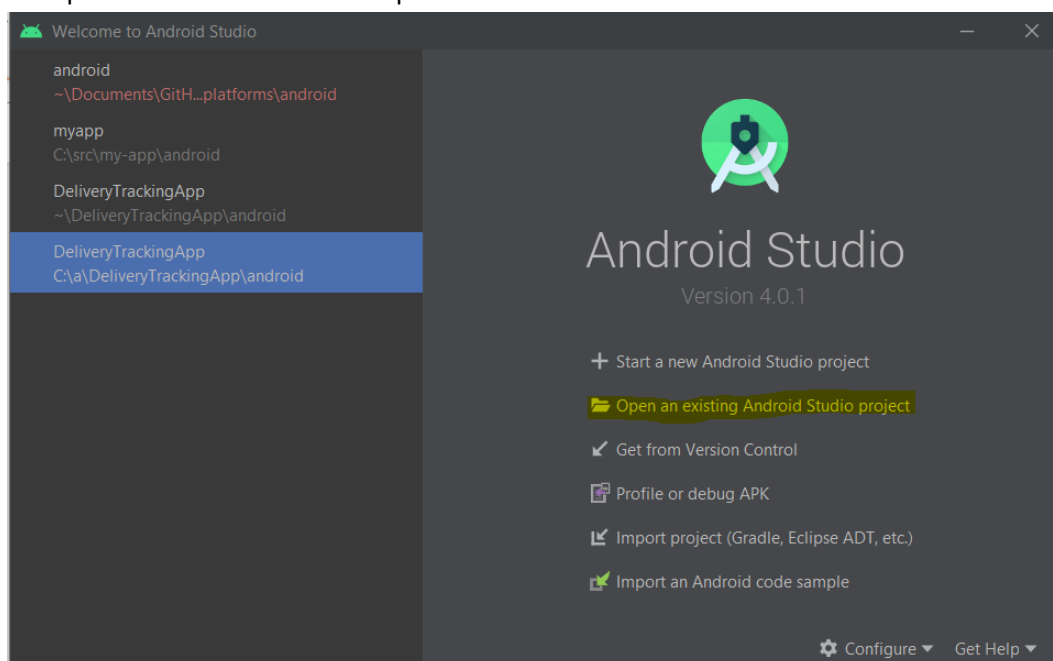 Welcome to Android Studio
android
~\Documents\GitH...platforms\android
myapp
C:\src\my-app\android
DeliveryTrackingApp
~\DeliveryTrackingApp\android
DeliveryTrackingApp
C:\a\DeliveryTrackingApp\android
Android Studio
Version 4.0.1
Start a new Android Studio project
Open an existing Android Studio project
Get from Version Control
Profile or debug APK
Import project (Gradle, Eclipse ADT, etc.)
Import an Android code sample
Configure
Get Help